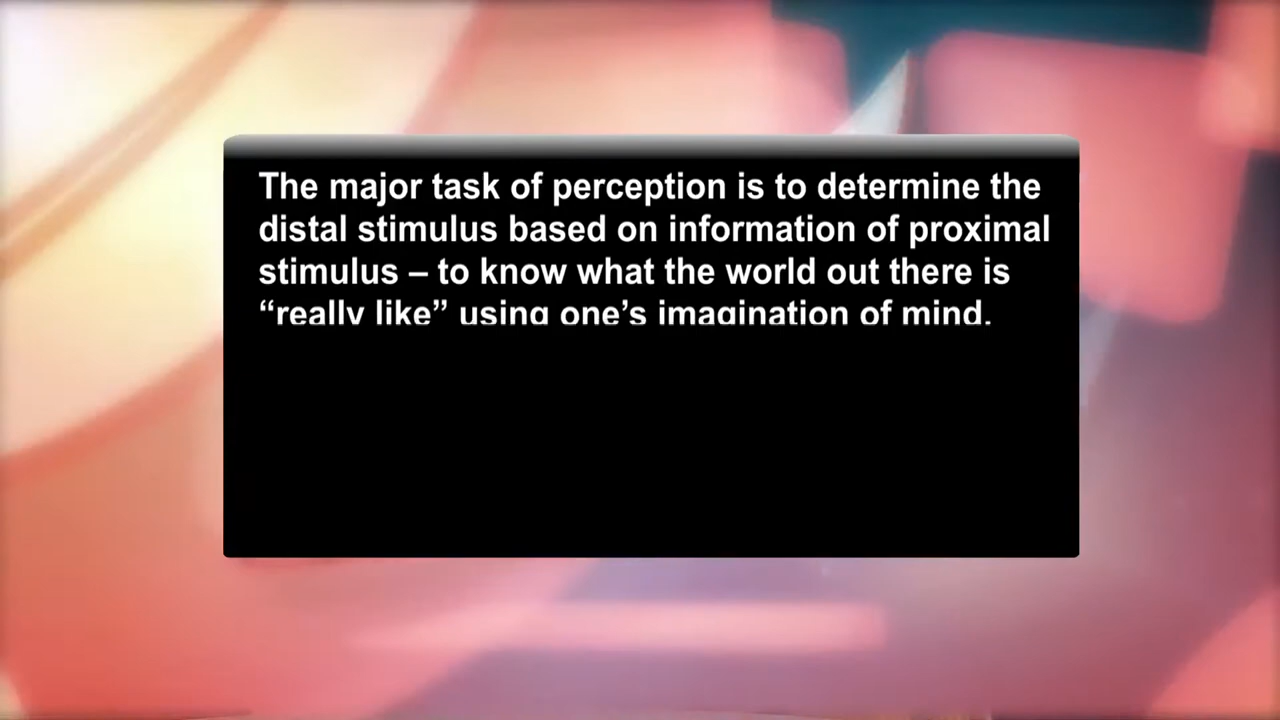 The major task of perception is to determine the
distal stimulus based on information of proximal
stimulus – to know what the world out there is
“really like” using one’s imagination of mind.